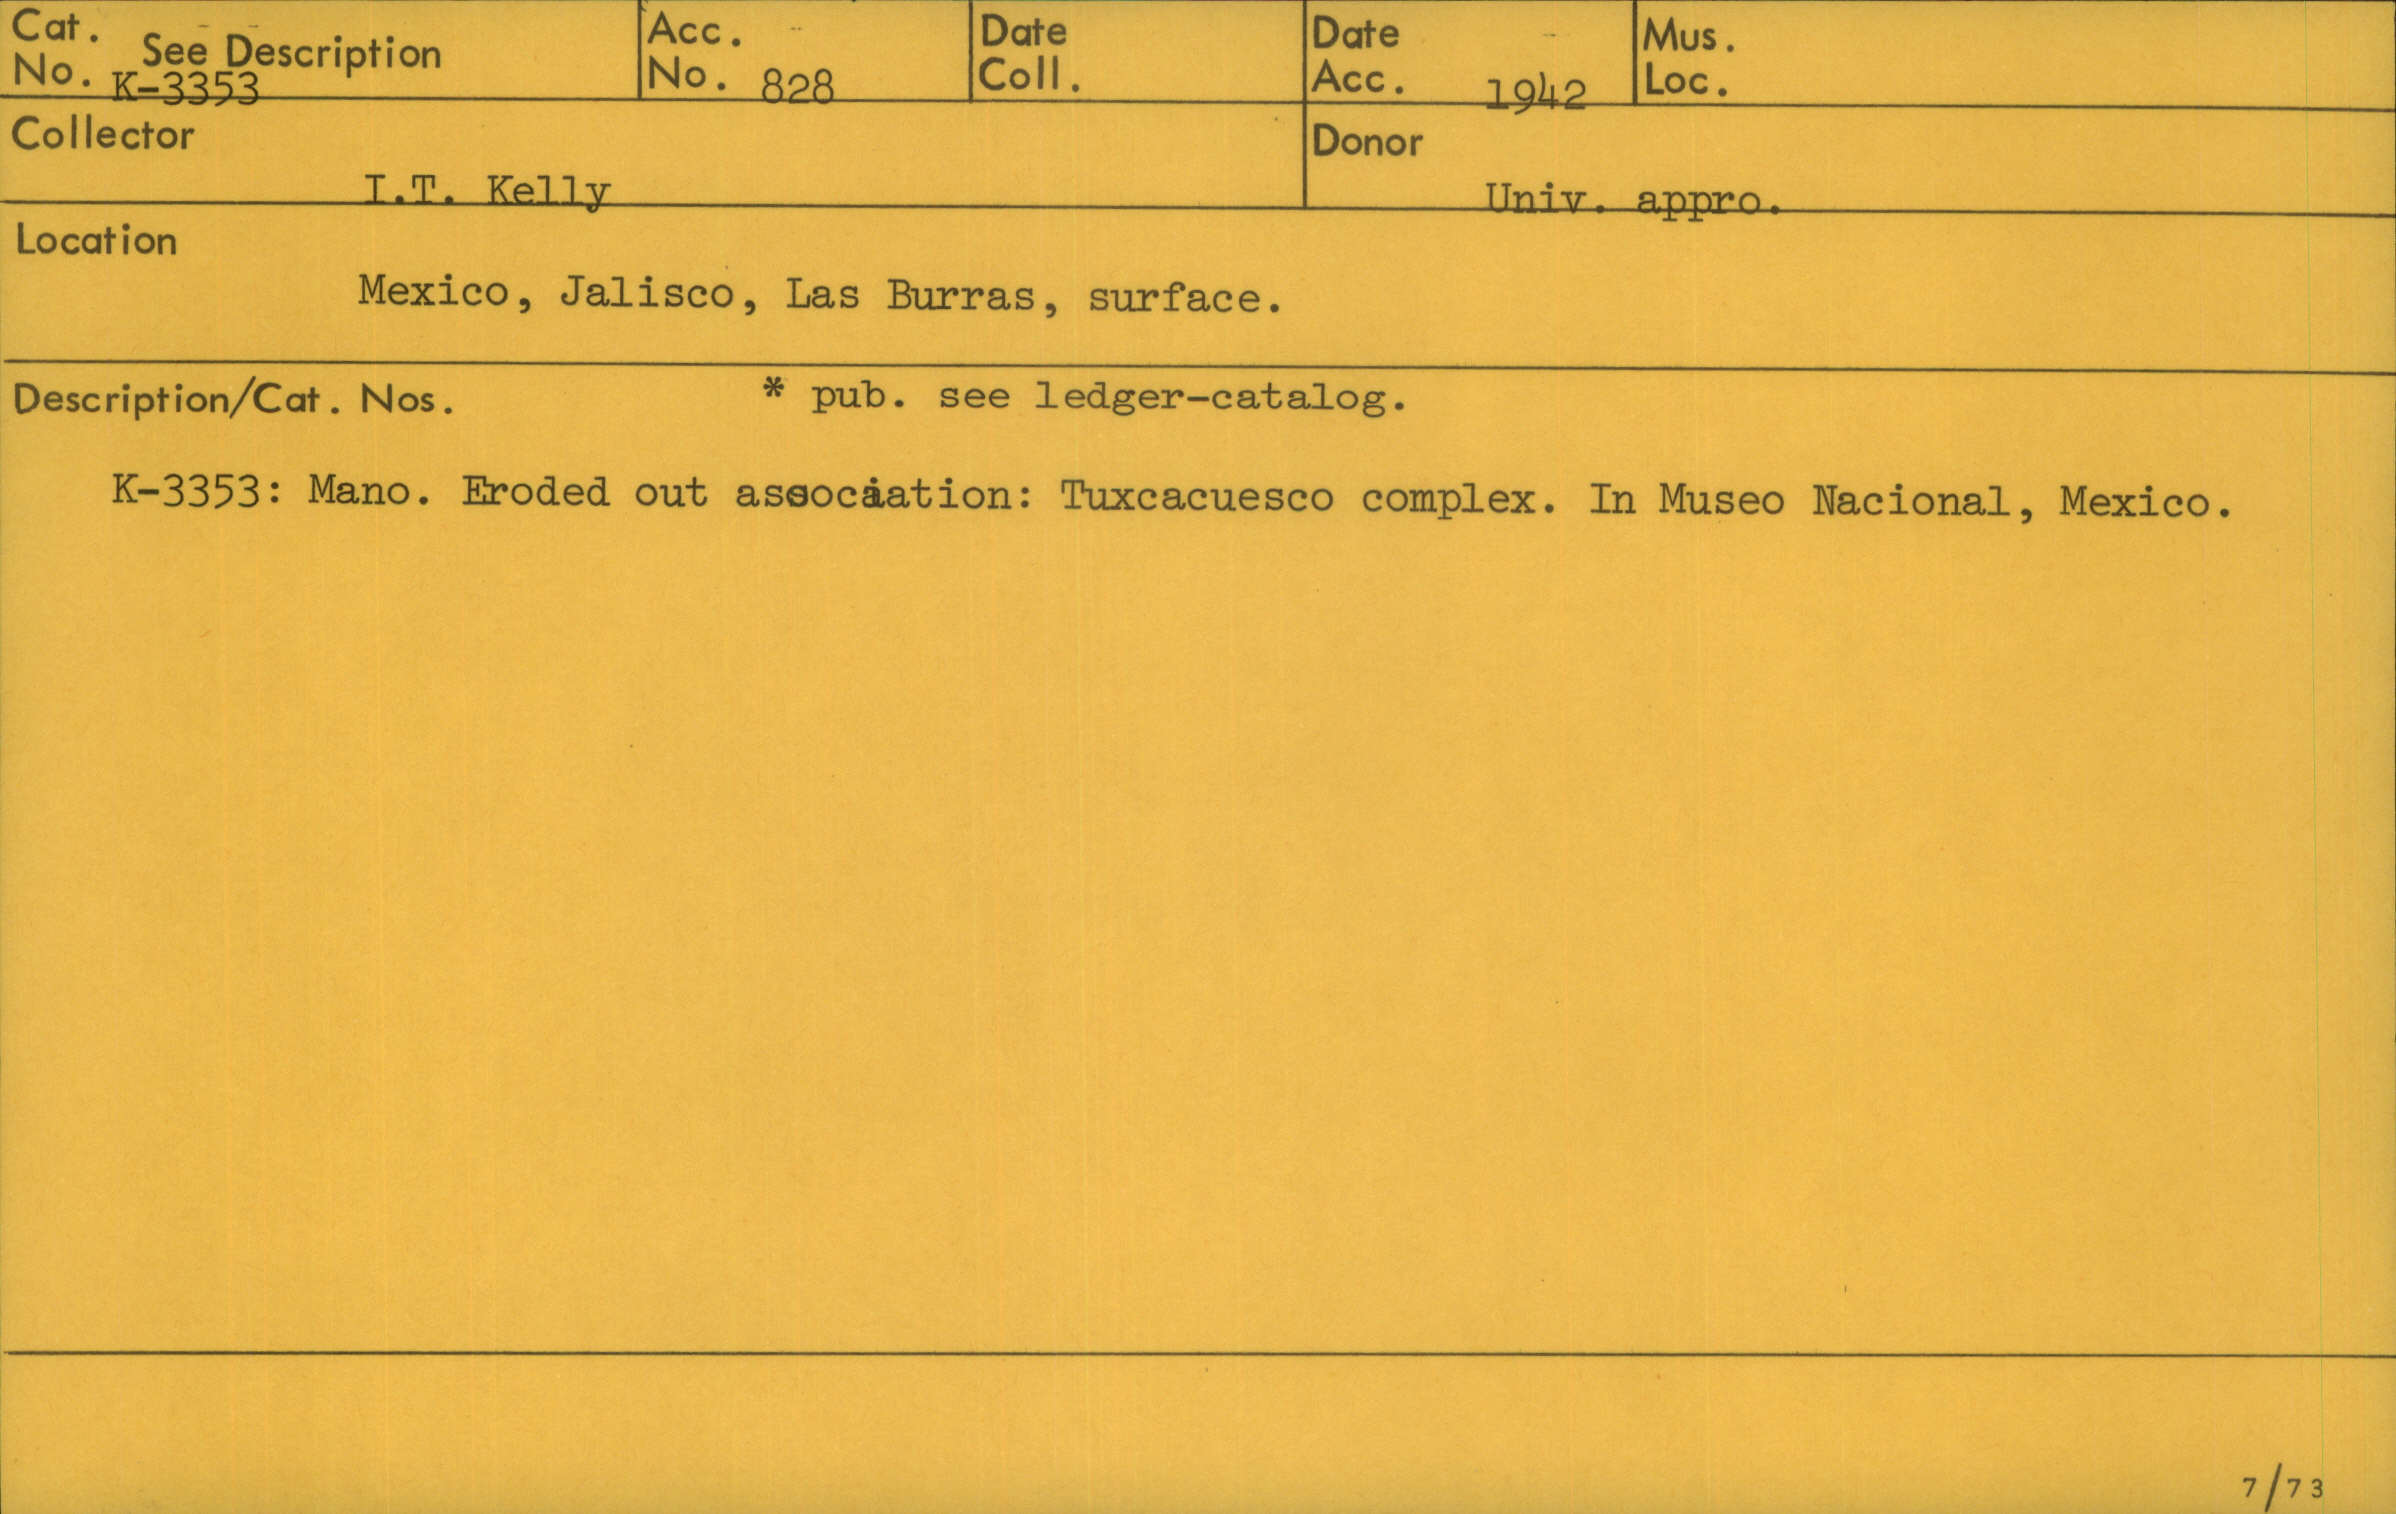 Cat. No. See Description K-3353
Acc. No. 828
Date Coll.
Date Acc. 1942
Mus. Loc.
Collector I.T. Kelly
Donor Univ. appro.
Location
Mexico, Jalisco, Las Burras, surface.
Description/Cat. Nos. * pub. see ledger-catalog.
K-3353: Mano. Eroded out association: Tuxcacuesco complex. In Museo Nacional, Mexico.
7/73